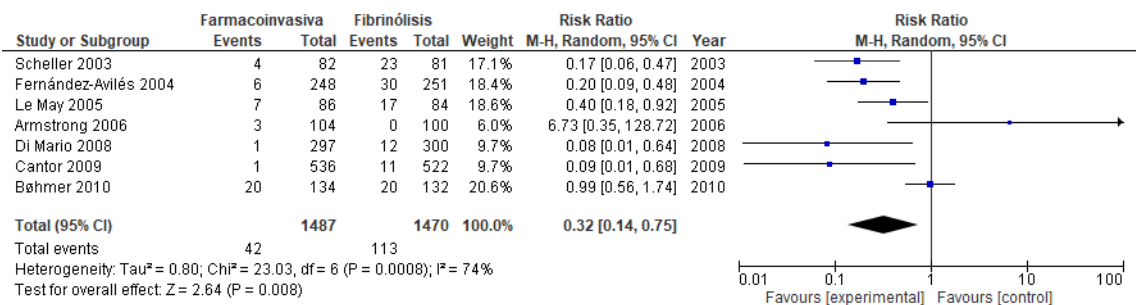 Farmacoinvasiva Fibrinólisis Risk Ratio Risk Ratio
Study or Subgroup Events Total Events Total Weight M-H, Random, 95% CI Year M-H, Random, 95% CI
Scheller 2003 4 82 23 81 17.1% 0.17 [0.06, 0.47] 2003
Fernández-Avilés 2004 6 248 30 251 18.4% 0.20 [0.09, 0.48] 2004
Le May 2005 7 86 17 84 18.6% 0.40 [0.18, 0.92] 2005
Armstrong 2006 3 104 0 100 6.0% 6.73 [0.35, 128.72] 2006
Di Mario 2008 1 297 12 300 9.7% 0.08 [0.01, 0.64] 2008
Cantor 2009 1 536 11 522 9.7% 0.09 [0.01, 0.68] 2009
Bøhmer 2010 20 134 20 132 20.6% 0.99 [0.56, 1.74] 2010
Total (95% CI) 1487 1470 100.0% 0.32 [0.14, 0.75]
Total events 42 113
Heterogeneity: Tau² = 0.80; Chi² = 23.03, df = 6 (P = 0.0008); I² = 74%
Test for overall effect: Z = 2.64 (P = 0.008)
0.01 0.1 1 10 100
Favours [experimental] Favours [control]